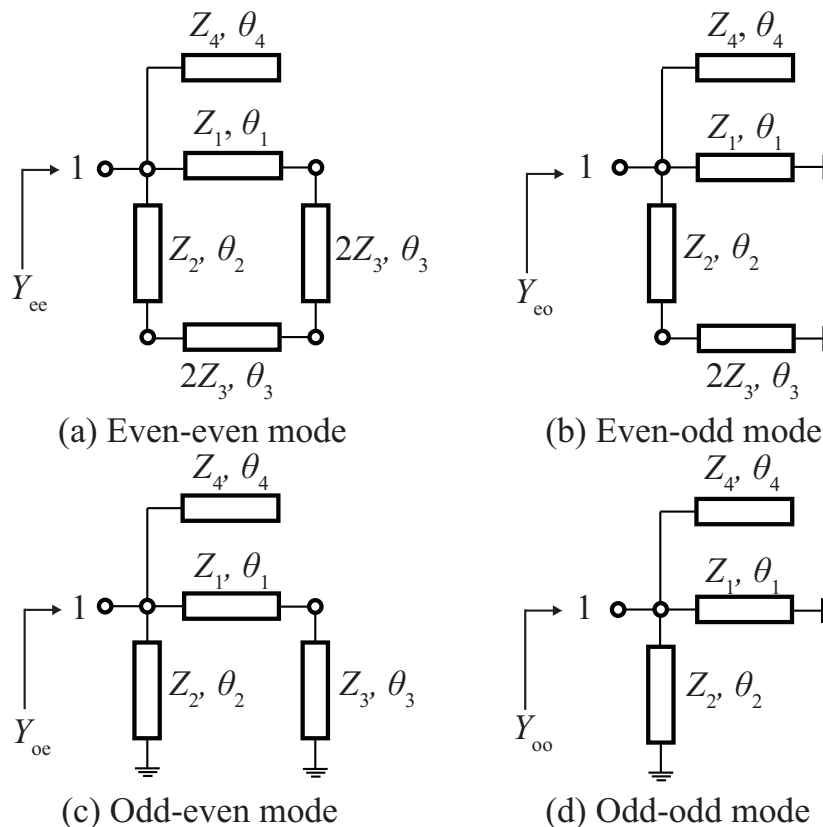 Z4, θ4
Z1, θ1
1
Z2, θ2
2Z3, θ3
Yee
2Z3, θ3
(a) Even-even mode
Z4, θ4
Z1, θ1
1
Z2, θ2
Yeo
2Z3, θ3
(b) Even-odd mode
Z4, θ4
Z1, θ1
1
Z2, θ2
Z3, θ3
Yoe
(c) Odd-even mode
Z4, θ4
Z1, θ1
1
Z2, θ2
Yoo
(d) Odd-odd mode